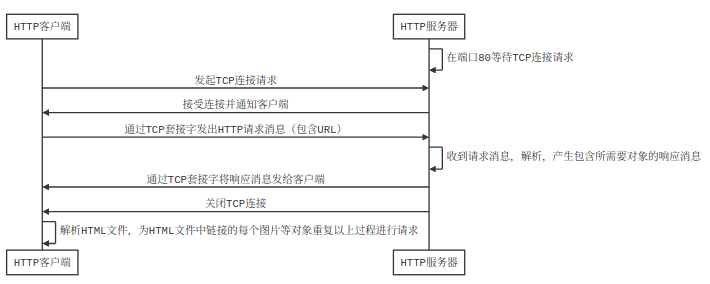 HTTP客户端
HTTP服务器
在端口80等待TCP连接请求
发起TCP连接请求
接受连接并通知客户端
通过TCP套接字发出HTTP请求消息（包含URL）
收到请求消息，解析，产生包含所需要对象的响应消息
通过TCP套接字将响应消息发给客户端
关闭TCP连接
解析HTML文件，为HTML文件中链接的每个图片等对象重复以上过程进行请求
HTTP客户端
HTTP服务器